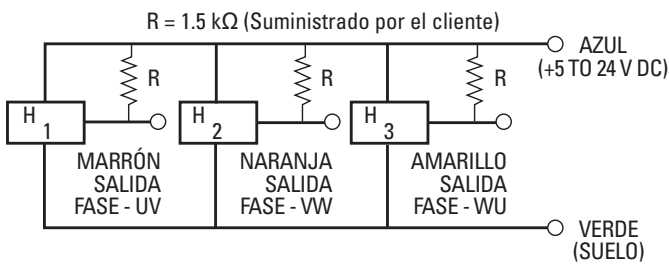 R = 1.5 kΩ (Suministrado por el cliente)
AZUL
(+5 TO 24 V DC)
R
R
R
H 1
H 2
H 3
MARRÓN
SALIDA
FASE - UV
NARANJA
SALIDA
FASE - VW
AMARILLO
SALIDA
FASE - WU
VERDE
(SUELO)